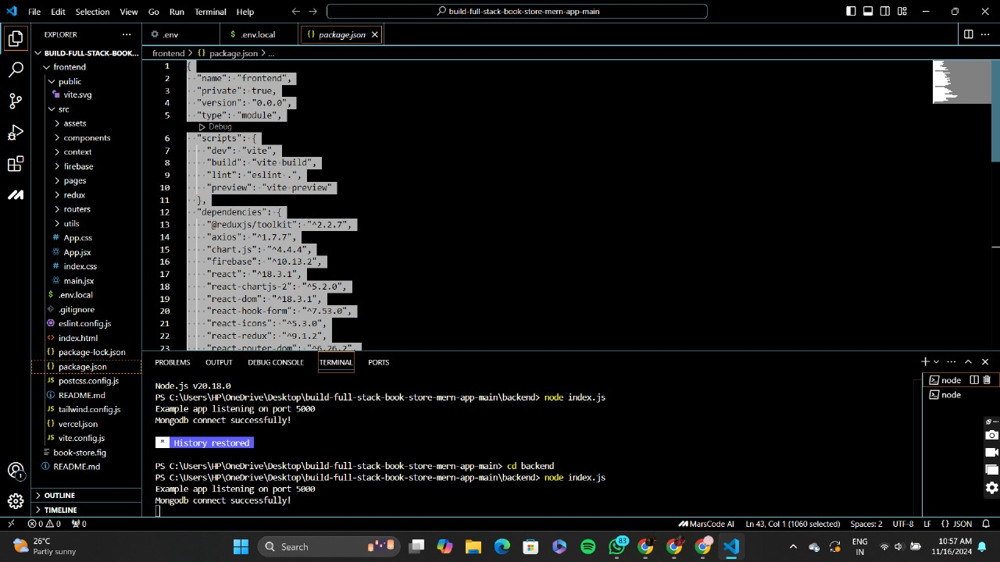 File Edit Selection View Go Run Terminal Help
build-full-stack-book-store-mern-app-main
EXPLORER
.env
$ .env.local
{} package.json
BUILD-FULL-STACK-BOOK...
frontend > {} package.json > ...
frontend
public
vite.svg
src
assets
components
context
firebase
pages
redux
routers
utils
# App.css
App.jsx
# index.css
main.jsx
$ .env.local
.gitignore
eslint.config.js
<> index.html
{} package-lock.json
{} package.json
JS postcss.config.js
README.md
JS tailwind.config.js
{} vercel.json
JS vite.config.js
book-store.fig
README.md
OUTLINE
TIMELINE
1 {
2 "name": "frontend",
3 "private": true,
4 "version": "0.0.0",
5 "type": "module",
Debug
6 "scripts": {
7 "dev": "vite",
8 "build": "vite build",
9 "lint": "eslint .",
10 "preview": "vite preview"
11 },
12 "dependencies": {
13 "@reduxjs/toolkit": "^2.2.7",
14 "axios": "^1.7.7",
15 "chart.js": "^4.4.4",
16 "firebase": "^10.13.2",
17 "react": "^18.3.1",
18 "react-chartjs-2": "^5.2.0",
19 "react-dom": "^18.3.1",
20 "react-hook-form": "^7.53.0",
21 "react-icons": "^5.3.0",
22 "react-redux": "^9.1.2",
23 "react-router-dom": "^6.26.2",
PROBLEMS OUTPUT DEBUG CONSOLE TERMINAL PORTS
Node.js v20.18.0
PS C:\Users\HP\OneDrive\Desktop\build-full-stack-book-store-mern-app-main\backend> node index.js
Example app listening on port 5000
Mongodb connect successfully!
* History restored
PS C:\Users\HP\OneDrive\Desktop\build-full-stack-book-store-mern-app-main> cd backend
PS C:\Users\HP\OneDrive\Desktop\build-full-stack-book-store-mern-app-main\backend> node index.js
Example app listening on port 5000
Mongodb connect successfully!
node
node
1
0 0 0
MarsCode AI Ln 43, Col 1 (1060 selected) Spaces: 2 UTF-8 LF {} JSON
26°C
Partly sunny
Search
83
ENG
IN
10:57 AM
11/16/2024